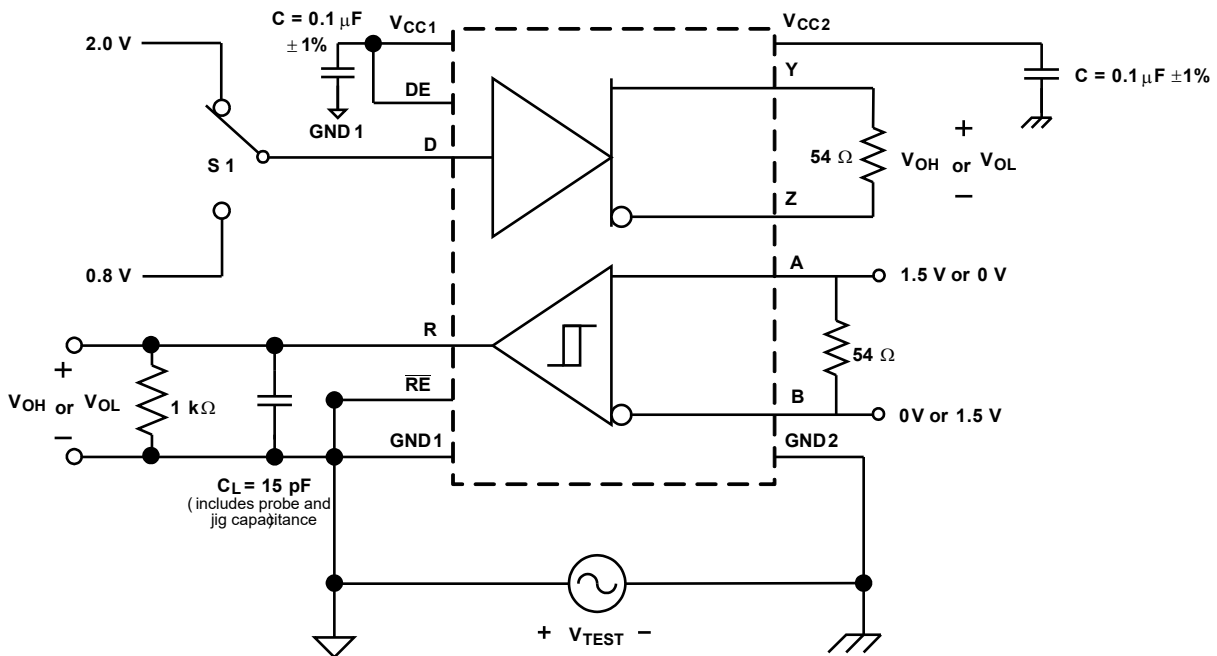 C = 0.1 μF
± 1%
VCC1
VCC2
2.0 V
DE
GND 1
Y
C = 0.1 μF ±1%
S 1
D
54 Ω
+
VOH or VOL
−
Z
0.8 V
A
1.5 V or 0 V
R
+
VOH or VOL
−
1 kΩ
RE
54 Ω
B
0V or 1.5 V
GND1
GND2
CL = 15 pF
( includes probe and
jig capacitance )
+ VTEST −